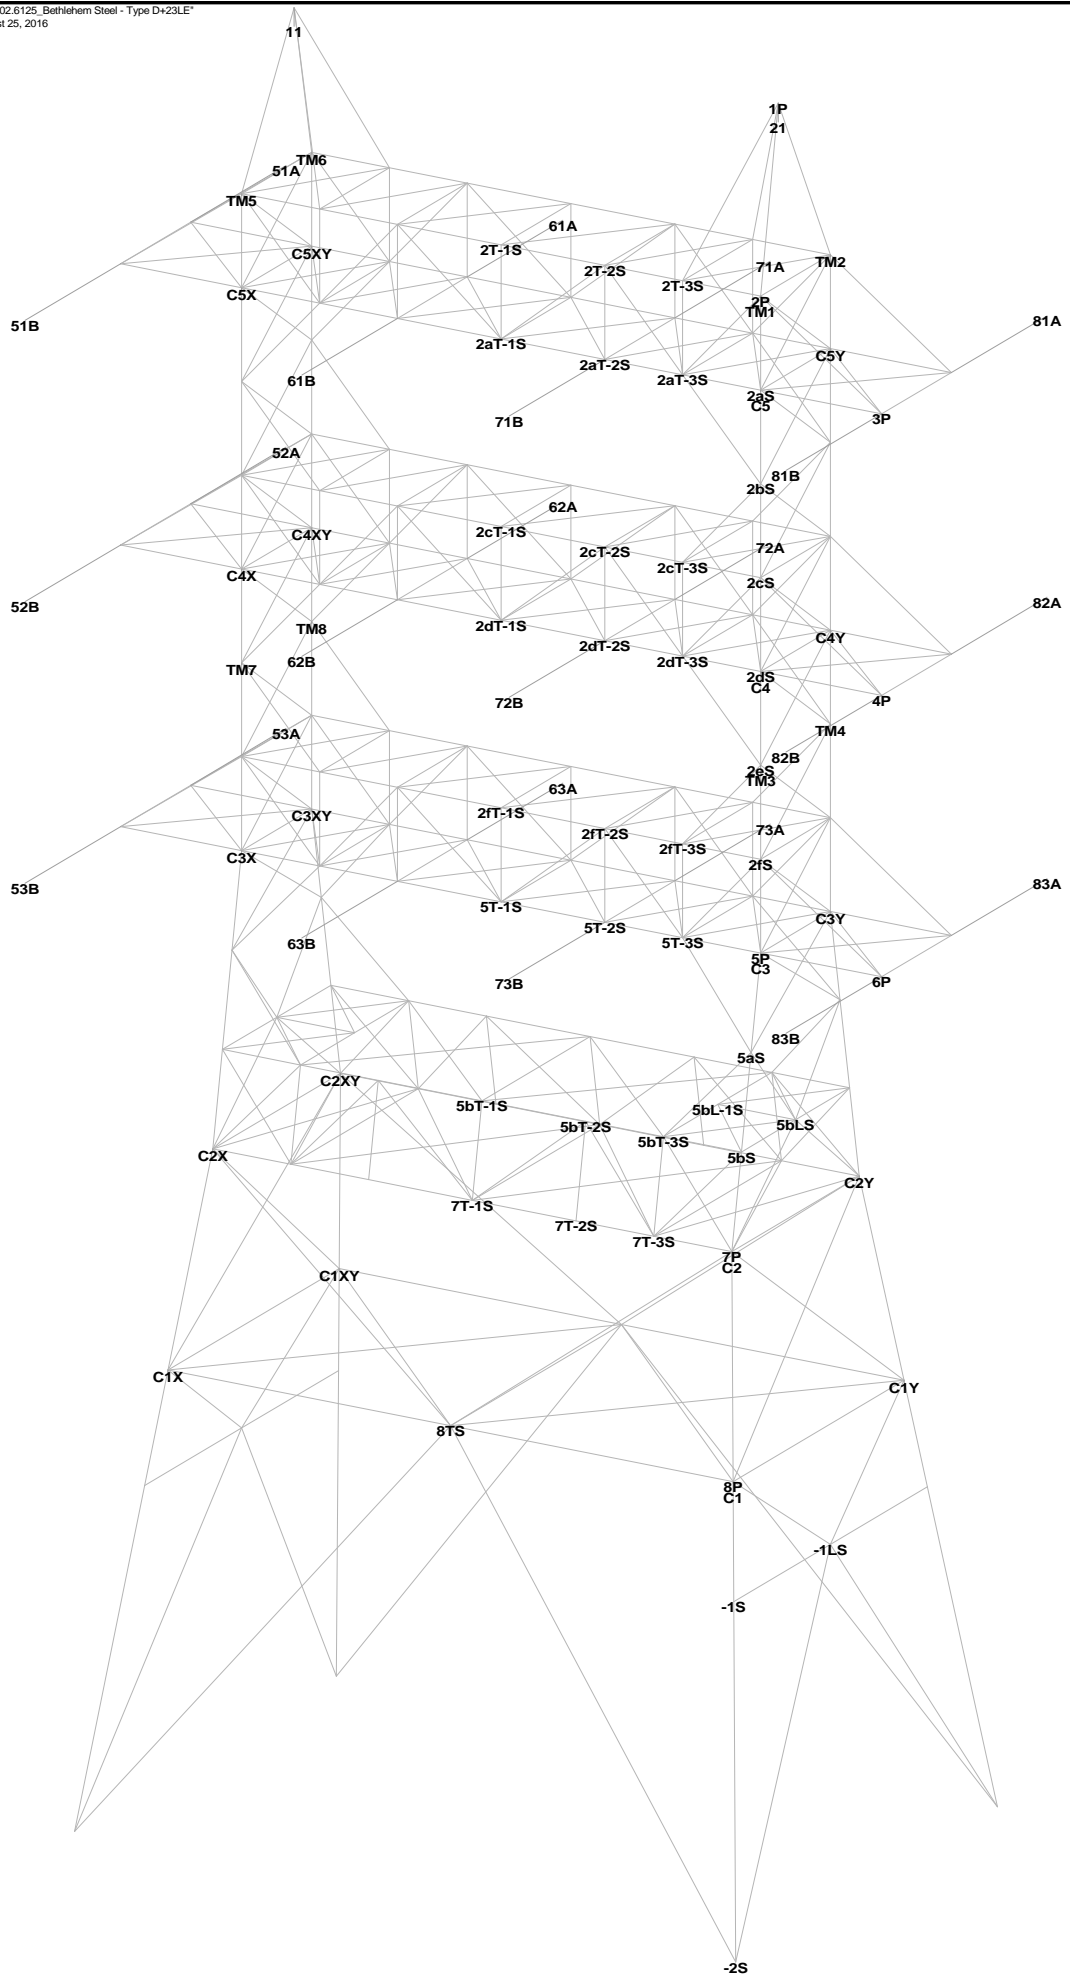 02.6125_Bethlehem Steel - Type D+23LE"
st 25, 2016
11
1P
21
TM6
51A
TM5
61A
C5XY
2T-1S
TM2
2T-2S
71A
2T-3S
C5X
2P
TM1
51B
81A
2aT-1S
C5Y
2aT-2S
2aT-3S
61B
2aS
C5
3P
71B
52A
81B
2bS
62A
C4XY
2cT-1S
2cT-2S
72A
2cT-3S
C4X
2cS
52B
82A
2dT-1S
TM8
C4Y
2dT-2S
62B
2dT-3S
TM7
2dS
C4
4P
72B
TM4
53A
82B
2eS
TM3
63A
C3XY
2fT-1S
73A
2fT-2S
2fT-3S
C3X
2fS
53B
83A
5T-1S
C3Y
5T-2S
63B
5T-3S
5P
C3
6P
73B
83B
5aS
C2XY
5bT-1S
5bL-1S
5bT-2S
5bLS
5bT-3S
C2X
5bS
C2Y
7T-1S
7T-2S
7T-3S
7P
C2
C1XY
C1X
C1Y
8TS
8P
C1
-1LS
-1S
-2S